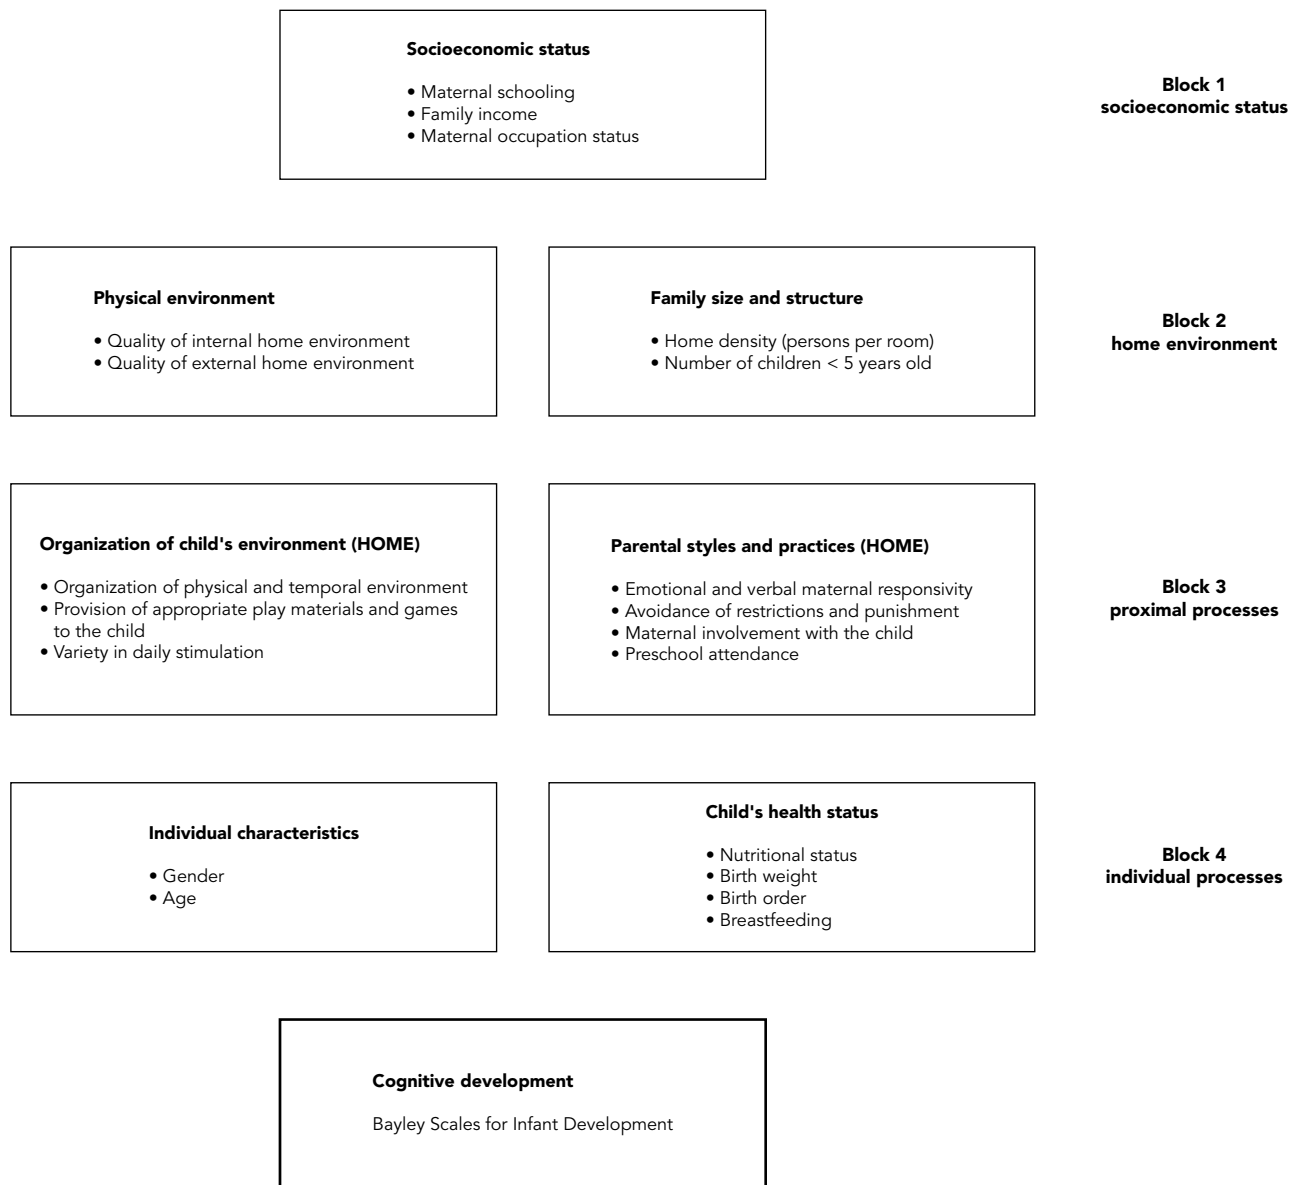 Socioeconomic status
• Maternal schooling
• Family income
• Maternal occupation status
Block 1
socioeconomic status
Physical environment
• Quality of internal home environment
• Quality of external home environment
Family size and structure
• Home density (persons per room)
• Number of children < 5 years old
Block 2
home environment
Organization of child's environment (HOME)
• Organization of physical and temporal environment
• Provision of appropriate play materials and games
to the child
• Variety in daily stimulation
Parental styles and practices (HOME)
• Emotional and verbal maternal responsivity
• Avoidance of restrictions and punishment
• Maternal involvement with the child
• Preschool attendance
Block 3
proximal processes
Individual characteristics
• Gender
• Age
Child's health status
• Nutritional status
• Birth weight
• Birth order
• Breastfeeding
Block 4
individual processes
Cognitive development
Bayley Scales for Infant Development